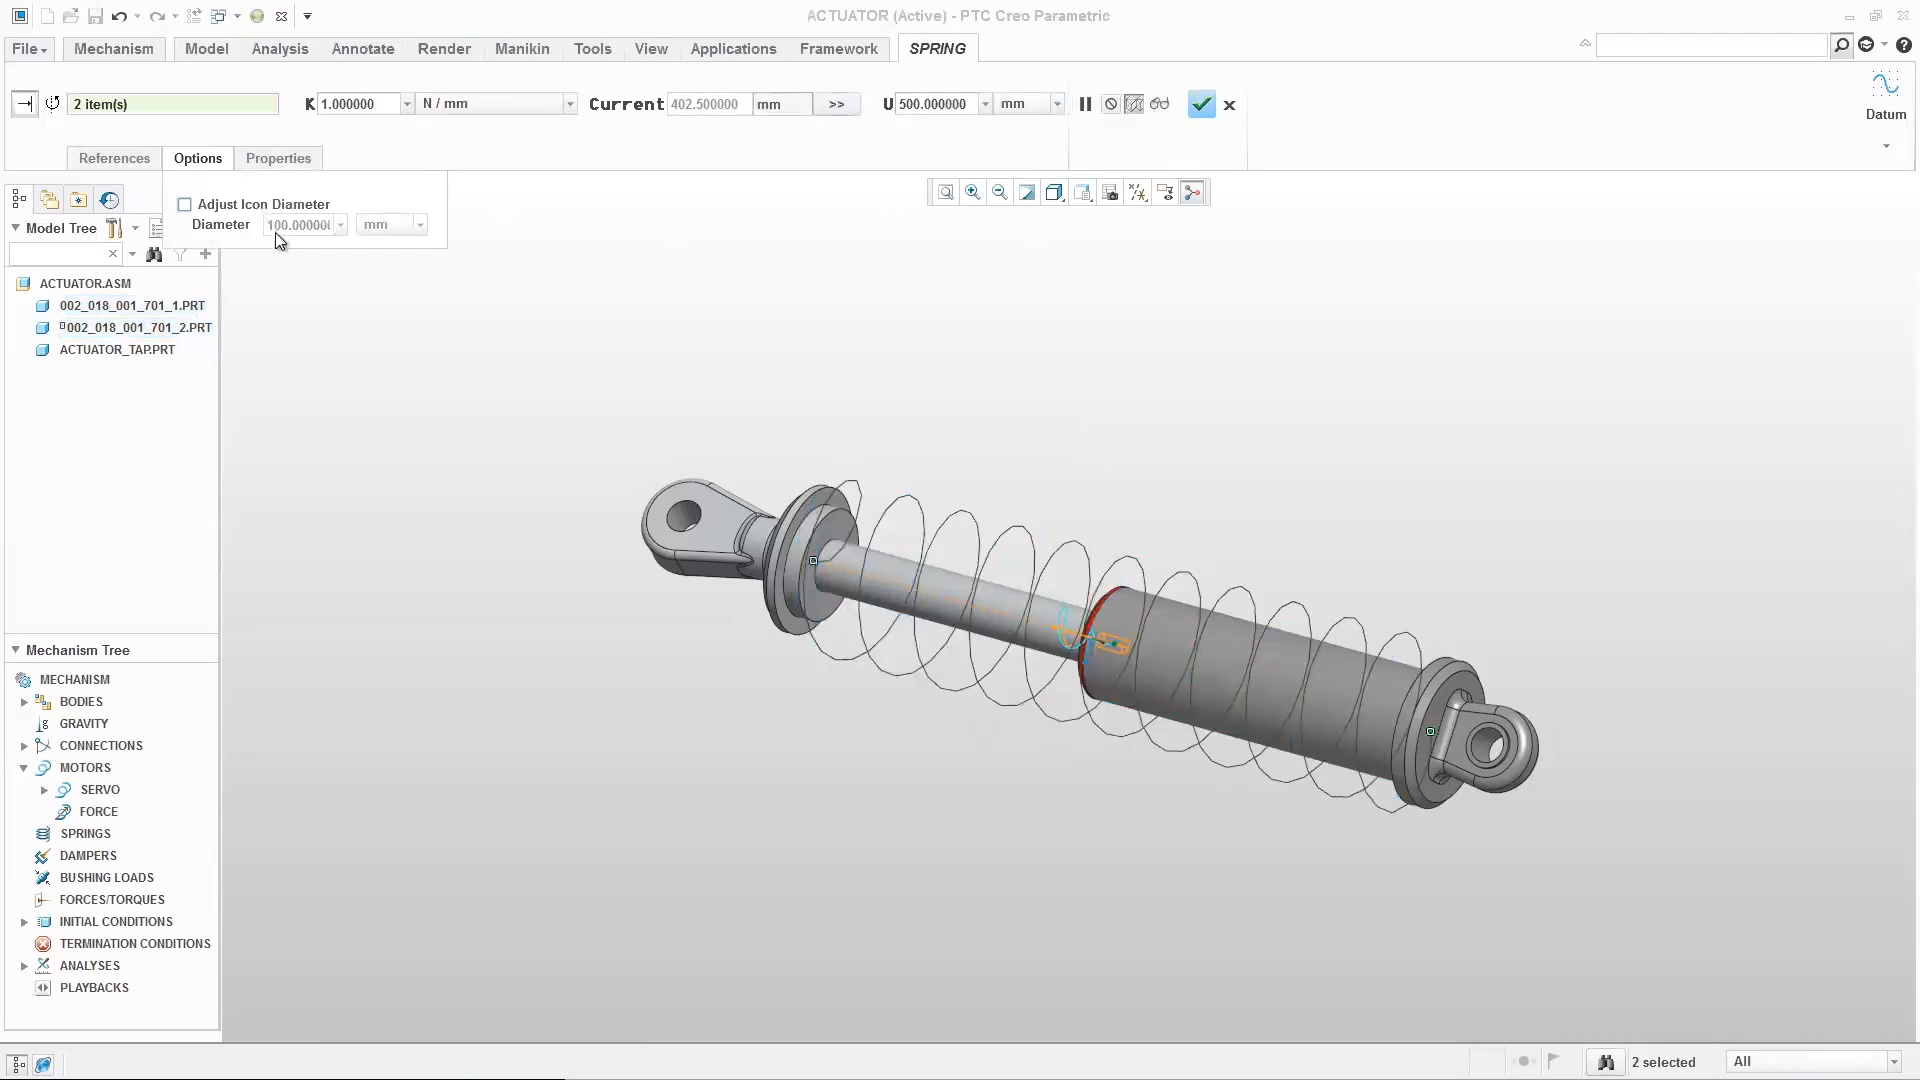 ACTUATOR (Active) - PTC Creo Parametric
File Mechanism Model Analysis Annotate Render Manikin Tools View Applications Framework SPRING
2 item(s) K 1.000000 N / mm Current 402.500000 mm >> U 500.000000 mm
Datum
References Options Properties
Adjust Icon Diameter
Diameter 100.000000 mm
Model Tree
ACTUATOR.ASM
002_018_001_701_1.PRT
002_018_001_701_2.PRT
ACTUATOR_TAP.PRT
Mechanism Tree
MECHANISM
BODIES
GRAVITY
CONNECTIONS
MOTORS
SERVO
FORCE
SPRINGS
DAMPERS
BUSHING LOADS
FORCES/TORQUES
INITIAL CONDITIONS
TERMINATION CONDITIONS
ANALYSES
PLAYBACKS
2 selected All